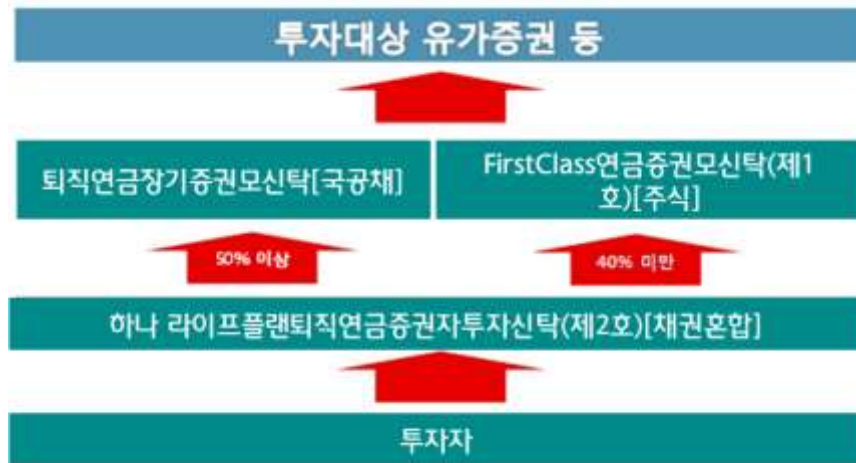 투자대상 유가증권 등
퇴직연금장기증권모신탁[국공채]
FirstClass연금증권모신탁(제1
호)[주식]
50% 이상
40% 미만
하나 라이프플랜퇴직연금증권자투자신탁(제2호)[채권혼합]
투자자